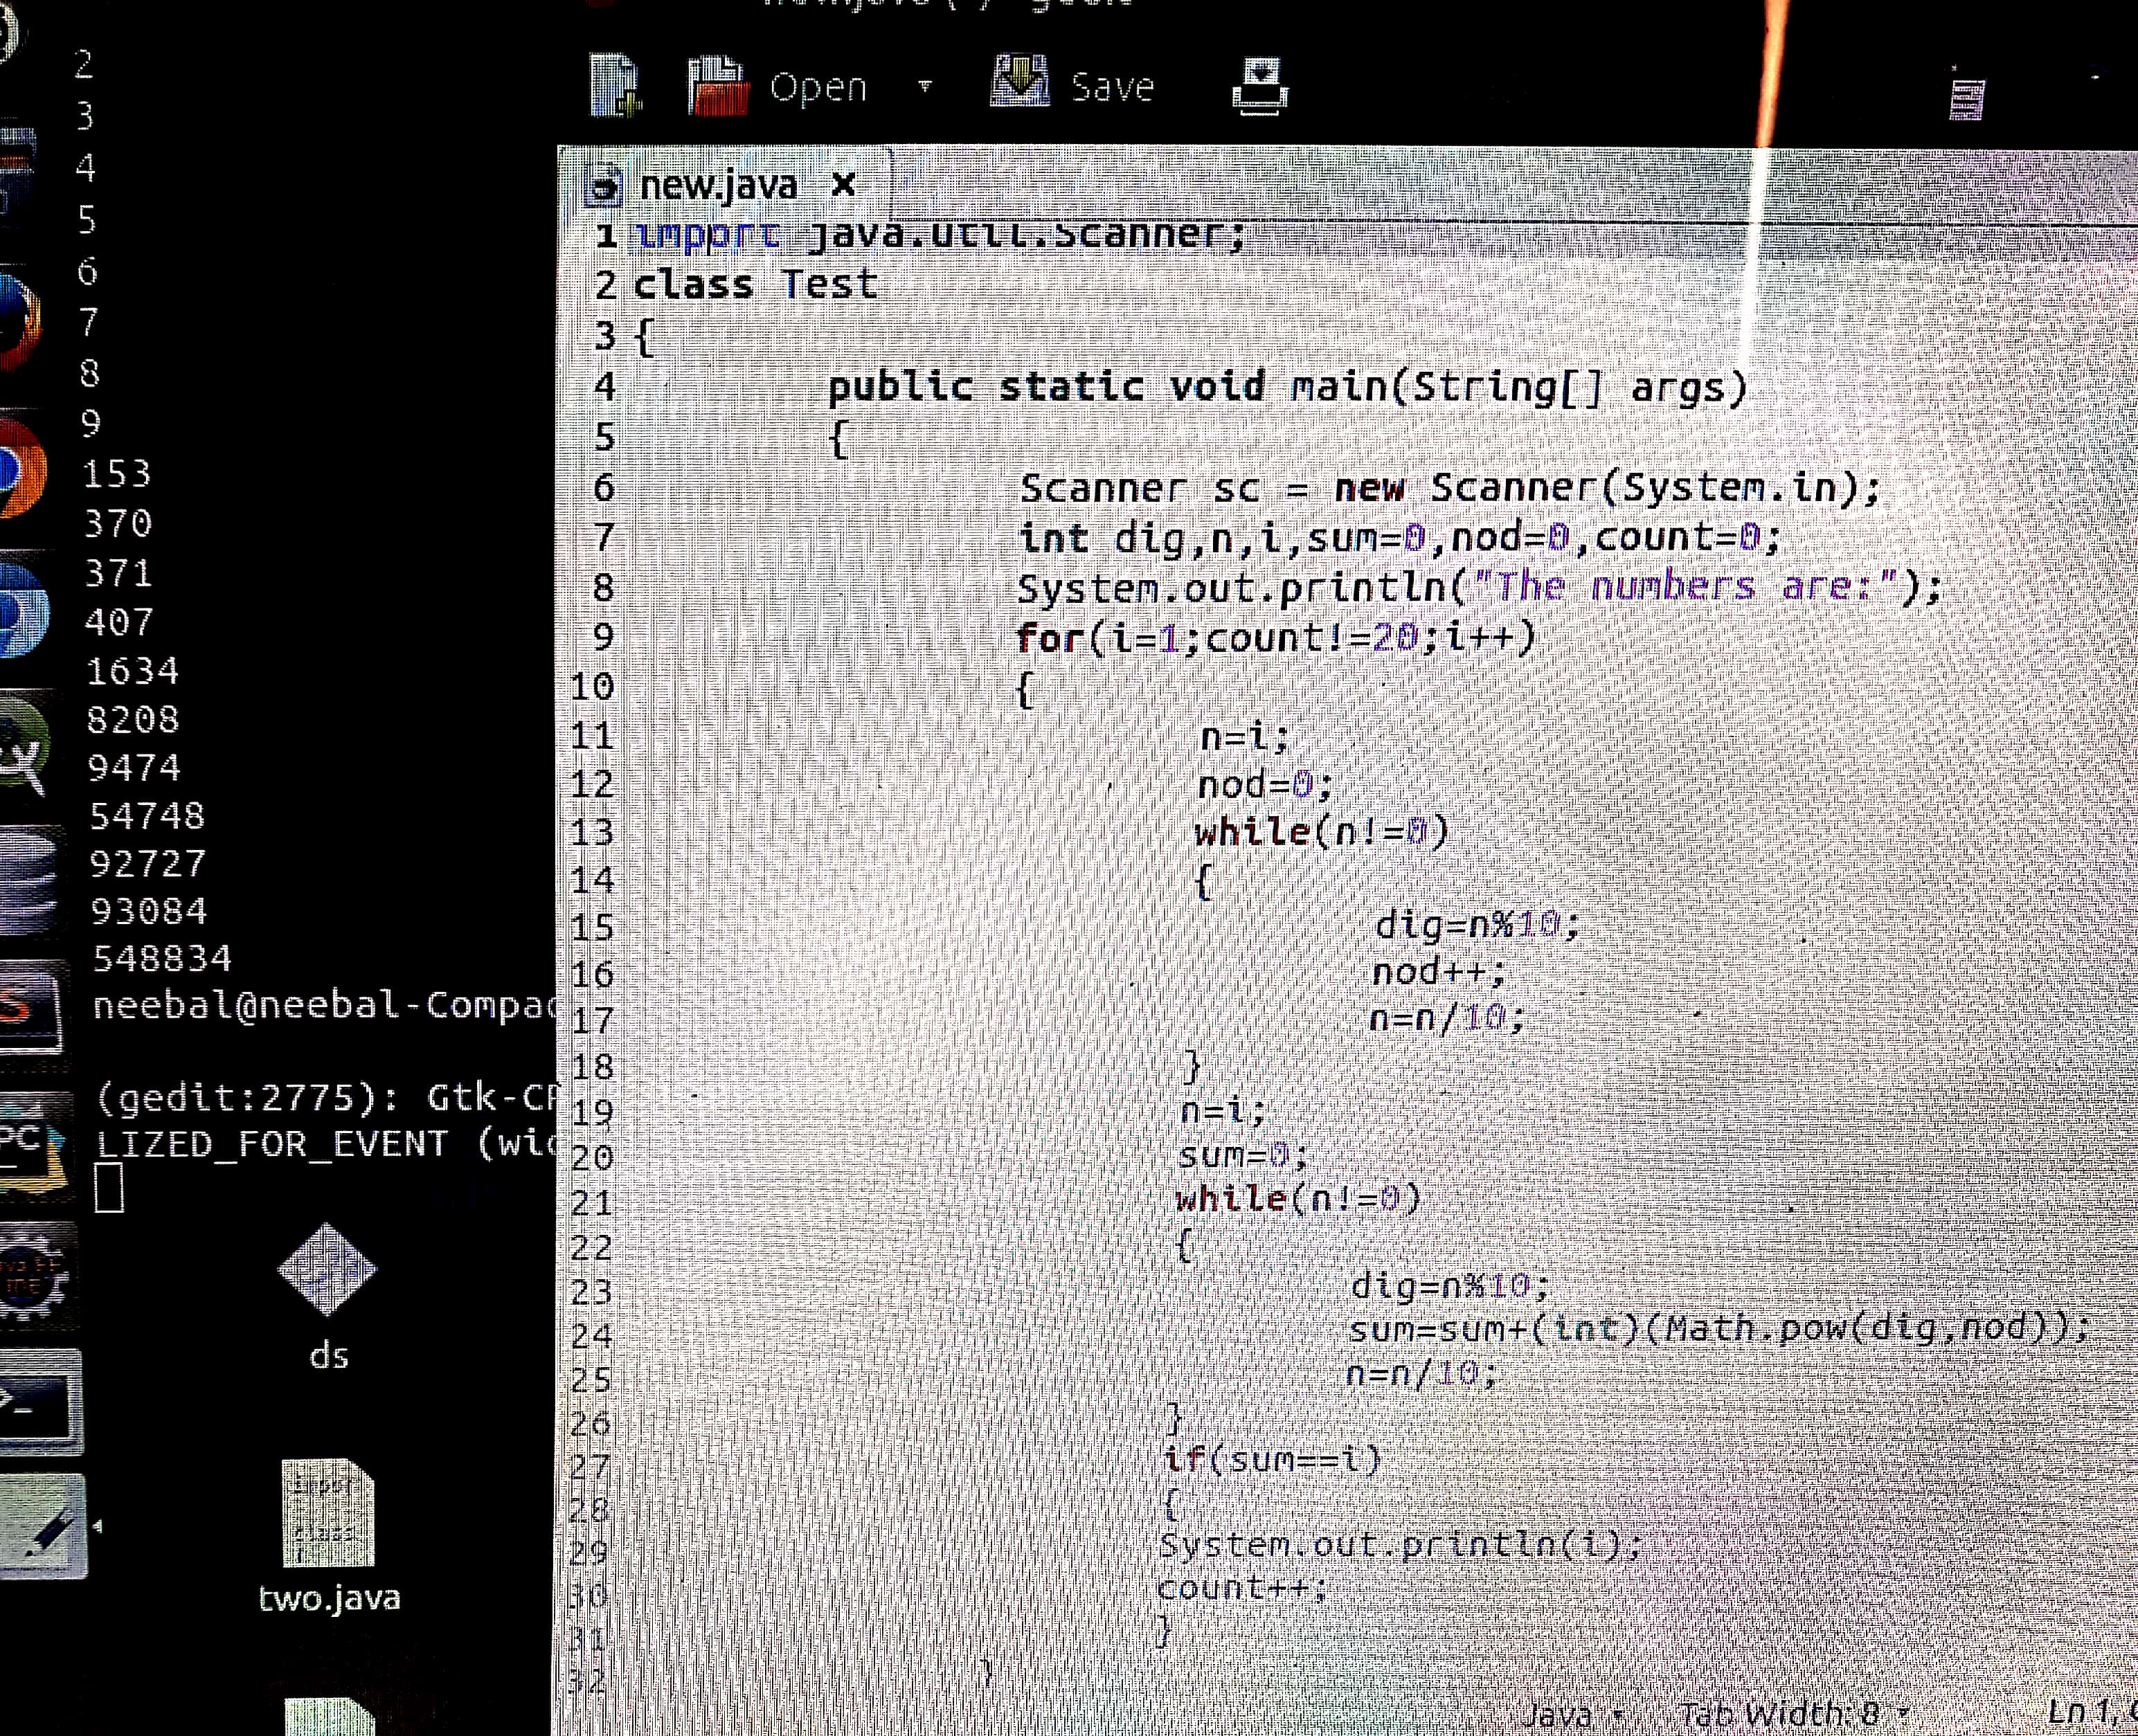 Open
Save
new.java
2
3
4
5
6
7
8
9
153
370
371
407
1634
8208
9474
54748
92727
93084
548834
neebal@neebal-Compaq
(gedit:2775): Gtk-CR
LIZED_FOR_EVENT (wid
ds
two.java
1 import java.util.Scanner;
2 class Test
3 {
4 public static void main(String[] args)
5 {
6 Scanner sc = new Scanner(System.in);
7 int dig,n,i,sum=0,nod=0,count=0;
8 System.out.println("The numbers are:");
9 for(i=1;count!=20;i++)
10 {
11 n=i;
12 nod=0;
13 while(n!=0)
14 {
15 dig=n%10;
16 nod++;
17 n=n/10;
18 }
19 n=i;
20 sum=0;
21 while(n!=0)
22 {
23 dig=n%10;
24 sum=sum+(int)(Math.pow(dig,nod));
25 n=n/10;
26 }
27 if(sum==i)
28 {
29 System.out.println(i);
30 count++;
31 }
32 }
Java
Tab Width: 8
Ln 1,